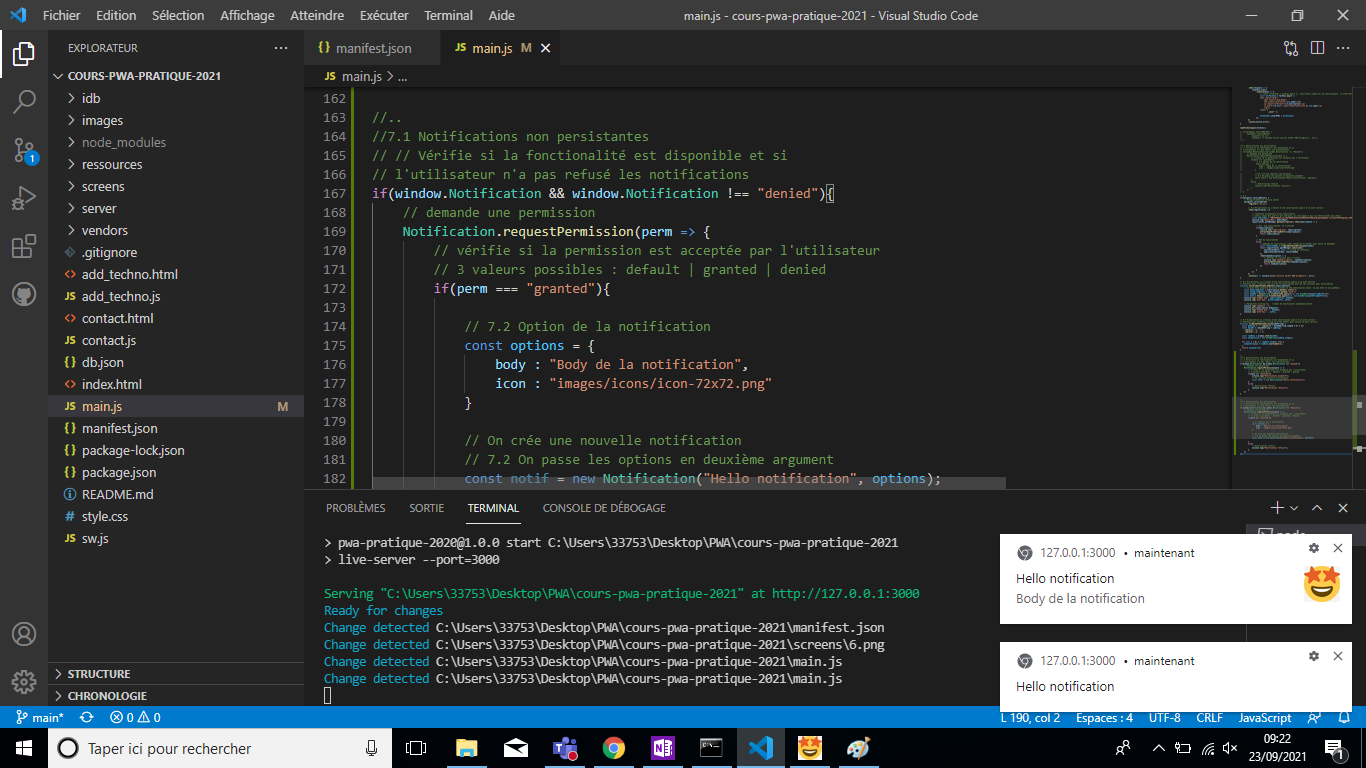 Fichier Edition Sélection Affichage Atteindre Exécuter Terminal Aide
main.js - cours-pwa-pratique-2021 - Visual Studio Code
EXPLORATEUR
COURS-PWA-PRATIQUE-2021
idb
images
node_modules
ressources
screens
server
vendors
.gitignore
add_techno.html
add_techno.js
contact.html
contact.js
db.json
index.html
main.js M
manifest.json
package-lock.json
package.json
README.md
style.css
sw.js
STRUCTURE
CHRONOLOGIE
manifest.json
JS main.js M
JS main.js > ...
162
163 //..
164 //7.1 Notifications non persistantes
165 // // Vérifie si la fonctionalité est disponible et si
166 // l'utilisateur n'a pas refusé les notifications
167 if(window.Notification && window.Notification !== "denied"){
168 // demande une permission
169 Notification.requestPermission(perm => {
170 // vérifie si la permission est acceptée par l'utilisateur
171 // 3 valeurs possibles : default | granted | denied
172 if(perm === "granted"){
173
174 // 7.2 Option de la notification
175 const options = {
176 body : "Body de la notification",
177 icon : "images/icons/icon-72x72.png"
178 }
179
180 // On crée une nouvelle notification
181 // 7.2 On passe les options en deuxième argument
182 const notif = new Notification("Hello notification", options);
PROBLÈMES SORTIE TERMINAL CONSOLE DE DÉBOGAGE
> pwa-pratique-2020@1.0.0 start C:\Users\33753\Desktop\PWA\cours-pwa-pratique-2021
> live-server --port=3000
Serving "C:\Users\33753\Desktop\PWA\cours-pwa-pratique-2021" at http://127.0.0.1:3000
Ready for changes
Change detected C:\Users\33753\Desktop\PWA\cours-pwa-pratique-2021\manifest.json
Change detected C:\Users\33753\Desktop\PWA\cours-pwa-pratique-2021\screens\6.png
Change detected C:\Users\33753\Desktop\PWA\cours-pwa-pratique-2021\main.js
Change detected C:\Users\33753\Desktop\PWA\cours-pwa-pratique-2021\main.js
127.0.0.1:3000 • maintenant
Hello notification
Body de la notification
127.0.0.1:3000 • maintenant
Hello notification
main* 0 0
L 190, col 2 Espaces : 4 UTF-8 CRLF JavaScript
Taper ici pour rechercher
09:22
23/09/2021
1